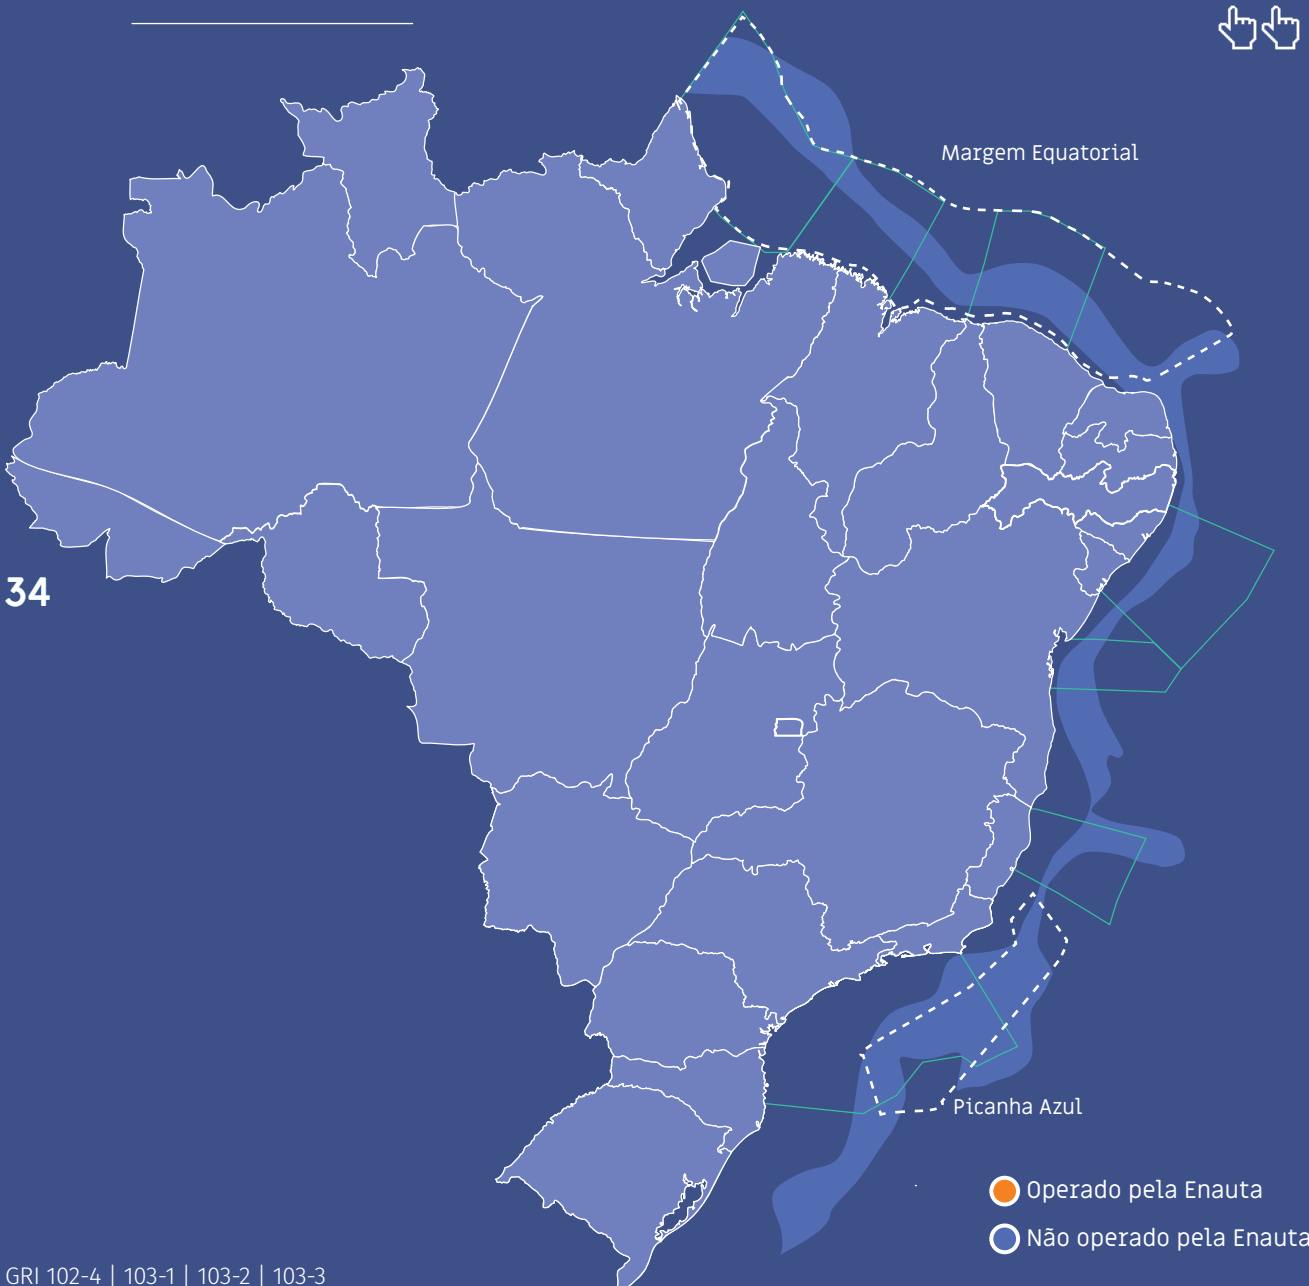 Margem Equatorial
34
Picanha Azul
Operado pela Enauta
Não operado pela Enauta
GRI 102-4 | 103-1 | 103-2 | 103-3